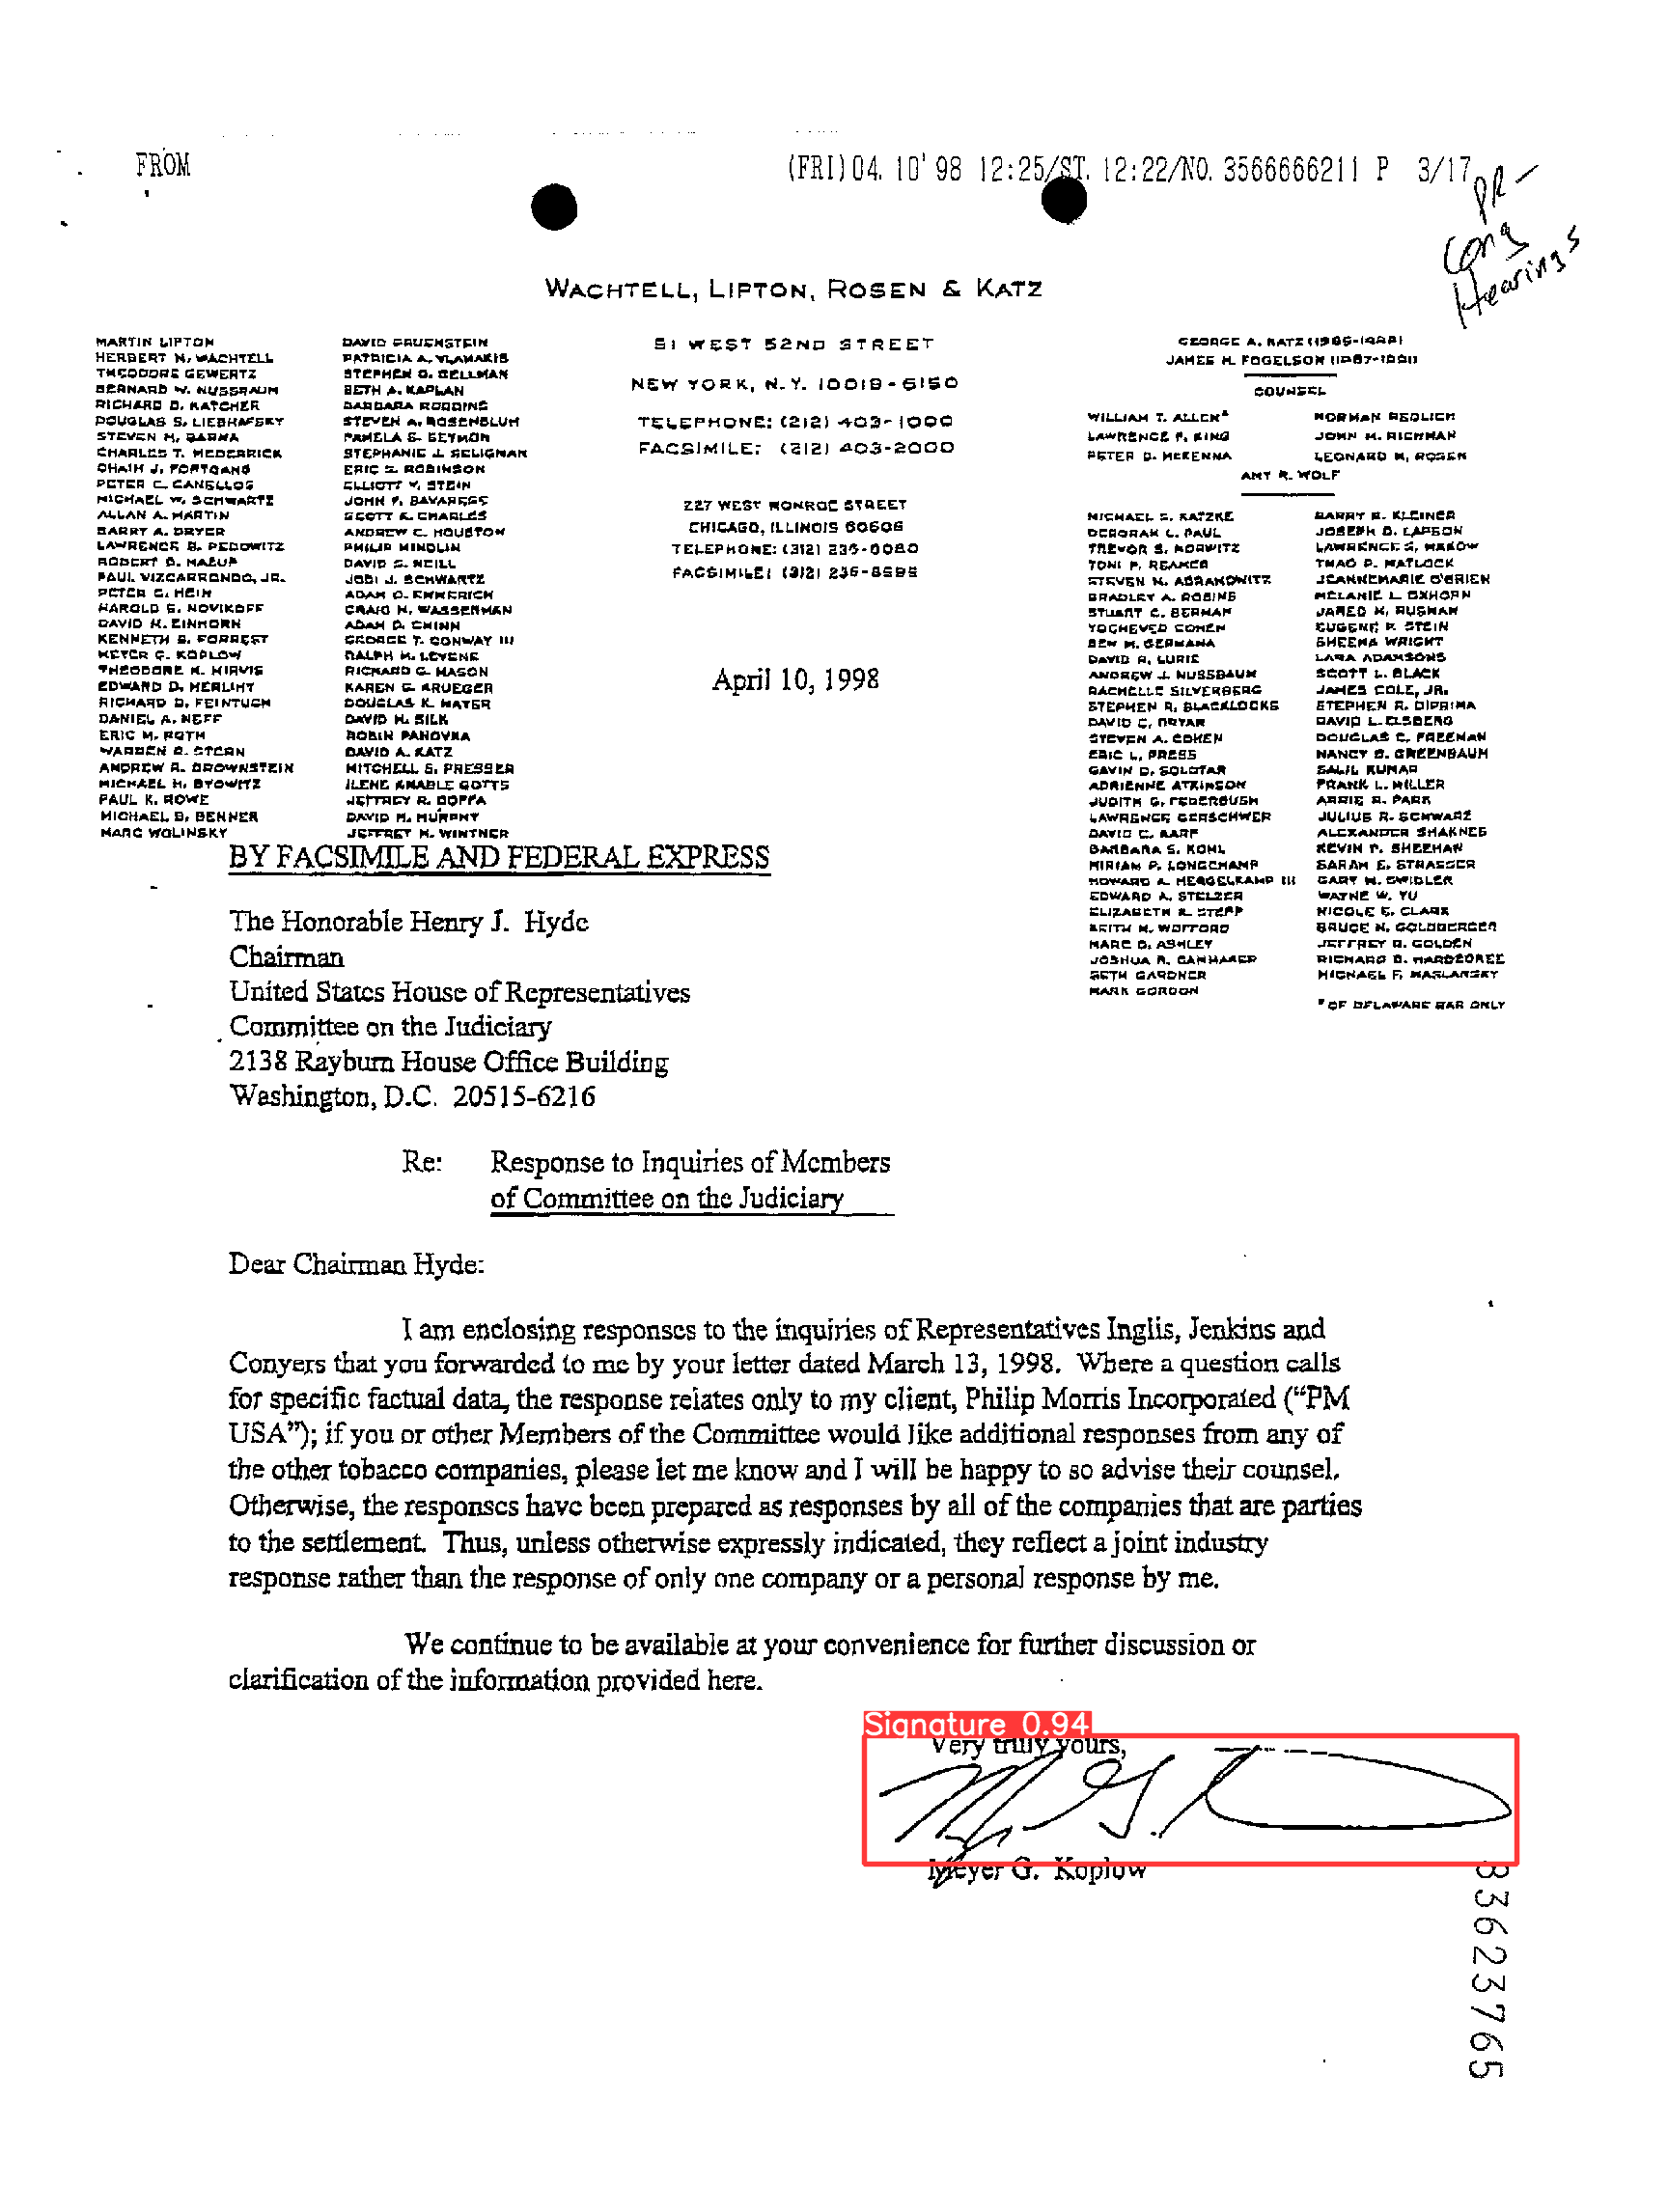 FROM
(FRI)04. 10'98 12:25/ST. 12:22/NO. 3566666211 P 3/17
PR-
Cong
Hearings
WACHTELL, LIPTON, ROSEN & KATZ
MARTIN LIPTON
HERBERT N. WACHTELL
THEODORE GEWERTZ
BERNARD W. NUSSBAUM
RICHARD D. KATCHER
DOUGLAS S. LIEBHAFSKY
STEVEN M. BARNA
CHARLES T. MEDERRICK
CHAIM J. FORTGANG
PETER C. CANELLOS
MICHAEL W. SCHWARTZ
ALLAN A. MARTIN
BARRY A. BRYER
LAWRENCE B. PEDOWITZ
ROBERT B. MAZUR
PAUL VIZCARRONDO, JR.
PETER C. HEIN
HAROLD S. NOVIKOFF
DAVID M. EINHORN
KENNETH B. FORREST
MEYER G. KOPLOW
THEODORE N. MIRVIS
EDWARD D. HERLIHY
RICHARD D. FEINTUCH
DANIEL A. NEFF
ERIC M. ROTH
WARREN R. STERN
ANDREW R. BROWNSTEIN
MICHAEL H. BYOWITZ
PAUL K. ROWE
MICHAEL B. BENNER
MARC WOLINSKY
DAVID GRUENSTEIN
PATRICIA A. VLAHAKIS
STEPHEN G. GELLMAN
BETH A. KAPLAN
BARBARA ROBBINS
STEVEN A. ROSENBLUM
PAMELA S. SEYMON
STEPHANIE J. SELIGMAN
ERIC S. ROBINSON
ELLIOTT V. STEIN
JOHN F. SAVARESE
SCOTT K. CHARLES
ANDREW C. HOUSTON
PHILIP MINDLIN
DAVID S. NEILL
JODI J. SCHWARTZ
ADAM O. EMMERICH
CRAIG M. WASSERMAN
ADAM D. CHINN
GEORGE T. CONWAY III
RALPH M. LEVENE
RICHARD G. MASON
KAREN G. KRUEGER
DOUGLAS K. MAYER
DAVID M. SILK
ROBIN PANOVKA
DAVID A. KATZ
MITCHELL S. PRESSER
ILENE KNABLE GOTTS
JEFFREY R. BOFFA
DAVID M. MURPHY
JEFFREY M. WINTNER
51 WEST 52ND STREET
NEW YORK, N.Y. 10019-6150
TELEPHONE: (212) 403-1000
FACSIMILE: (212) 403-2000
227 WEST MONROE STREET
CHICAGO, ILLINOIS 60606
TELEPHONE: (312) 236-0080
FACSIMILE: (312) 236-8898
April 10, 1998
GEORGE A. KATZ (1965-1989)
JAMES H. FOGELSON (1967-1991)
COUNSEL
WILLIAM T. ALLEN*
LAWRENCE P. KING
PETER D. MCKENNA
NORMAN REDLICH
JOHN M. RICHMAN
LEONARD M. ROSEN
AMY R. WOLF
MICHAEL S. KATZKE
DEBORAH L. PAUL
TREVOR S. NORWITZ
TONI P. REAMER
STEVEN N. ABRAMOWITZ
BRADLEY A. ROBINS
STUART C. BERMAN
YOCHEVED COHEN
BEN M. GERMANA
DAVID R. LURIE
ANDREW J. NUSSBAUM
RACHELLE SILVERBERG
STEPHEN R. BLACKLOCKS
DAVID C. BRYAN
STEVEN A. COHEN
ERIC L. PRESS
GAVIN D. SOLOTAR
ADRIENNE ATKINSON
JUDITH G. FEDERBUSH
LAWRENCE GERSCHWER
DAVID C. KARP
BARBARA S. KOHL
MIRIAM P. LONGCHAMP
HOWARD A. MERGELKAMP III
EDWARD A. STELZER
ELIZABETH R. STEPP
KEITH M. WOFFORD
MARC D. ASHLEY
JOSHUA R. CAMMAKER
SETH GARDNER
MARK GORDON
BARRY R. KLEINER
JOSEPH D. LARSON
LAWRENCE S. MAKOW
THAO P. MATLOCK
JEANNEMARIE O'BRIEN
MELANIE L. OXHORN
JARED M. RUSMAN
EUGENE P. STEIN
SHEENA WRIGHT
LARA ADAMSONS
SCOTT L. BLACK
JAMES COLE, JR.
STEPHEN R. DIPRIMA
DAVID L. ELSBERG
DOUGLAS C. FREEMAN
NANCY B. GREENBAUM
SALIL KUMAR
FRANK L. MILLER
ARRIE R. PARK
JULIUS R. SCHWARZ
ALEXANDER SHAKNES
KEVIN P. SHEEHAN
SARAH E. STRASSER
GARY M. SWIDLER
WAYNE W. YU
NICOLE E. CLARK
BRUCE N. GOLDBERGER
JEFFREY B. GOLDEN
RICHARD B. HARDEOREE
MICHAEL F. MASLANSKY
*OF DELAWARE BAR ONLY
BY FACSIMILE AND FEDERAL EXPRESS
The Honorable Henry J. Hyde
Chairman
United States House of Representatives
Committee on the Judiciary
2138 Rayburn House Office Building
Washington, D.C. 20515-6216
Re: Response to Inquiries of Members
of Committee on the Judiciary
Dear Chairman Hyde:
I am enclosing responses to the inquiries of Representatives Inglis, Jenkins and
Conyers that you forwarded to me by your letter dated March 13, 1998. Where a question calls
for specific factual data, the response relates only to my client, Philip Morris Incorporated (“PM
USA”); if you or other Members of the Committee would like additional responses from any of
the other tobacco companies, please let me know and I will be happy to so advise their counsel.
Otherwise, the responses have been prepared as responses by all of the companies that are parties
to the settlement. Thus, unless otherwise expressly indicated, they reflect a joint industry
response rather than the response of only one company or a personal response by me.
We continue to be available at your convenience for further discussion or
clarification of the information provided here.
Signature 0.94
Very truly yours,
Meyer G. Koplow
83623765